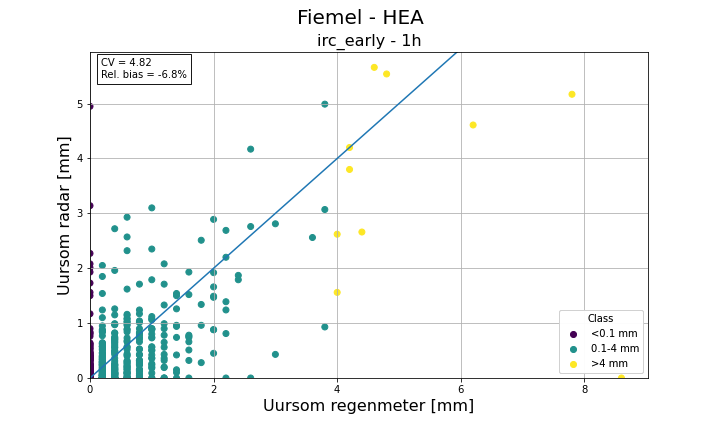 Fiemel - HEA
irc_early - 1h
CV = 4.82
Rel. bias = -6.8%
Uursom radar [mm]
5
4
3
2
1
0
0 2 4 6 8
Uursom regenmeter [mm]
Class
<0.1 mm
0.1-4 mm
>4 mm